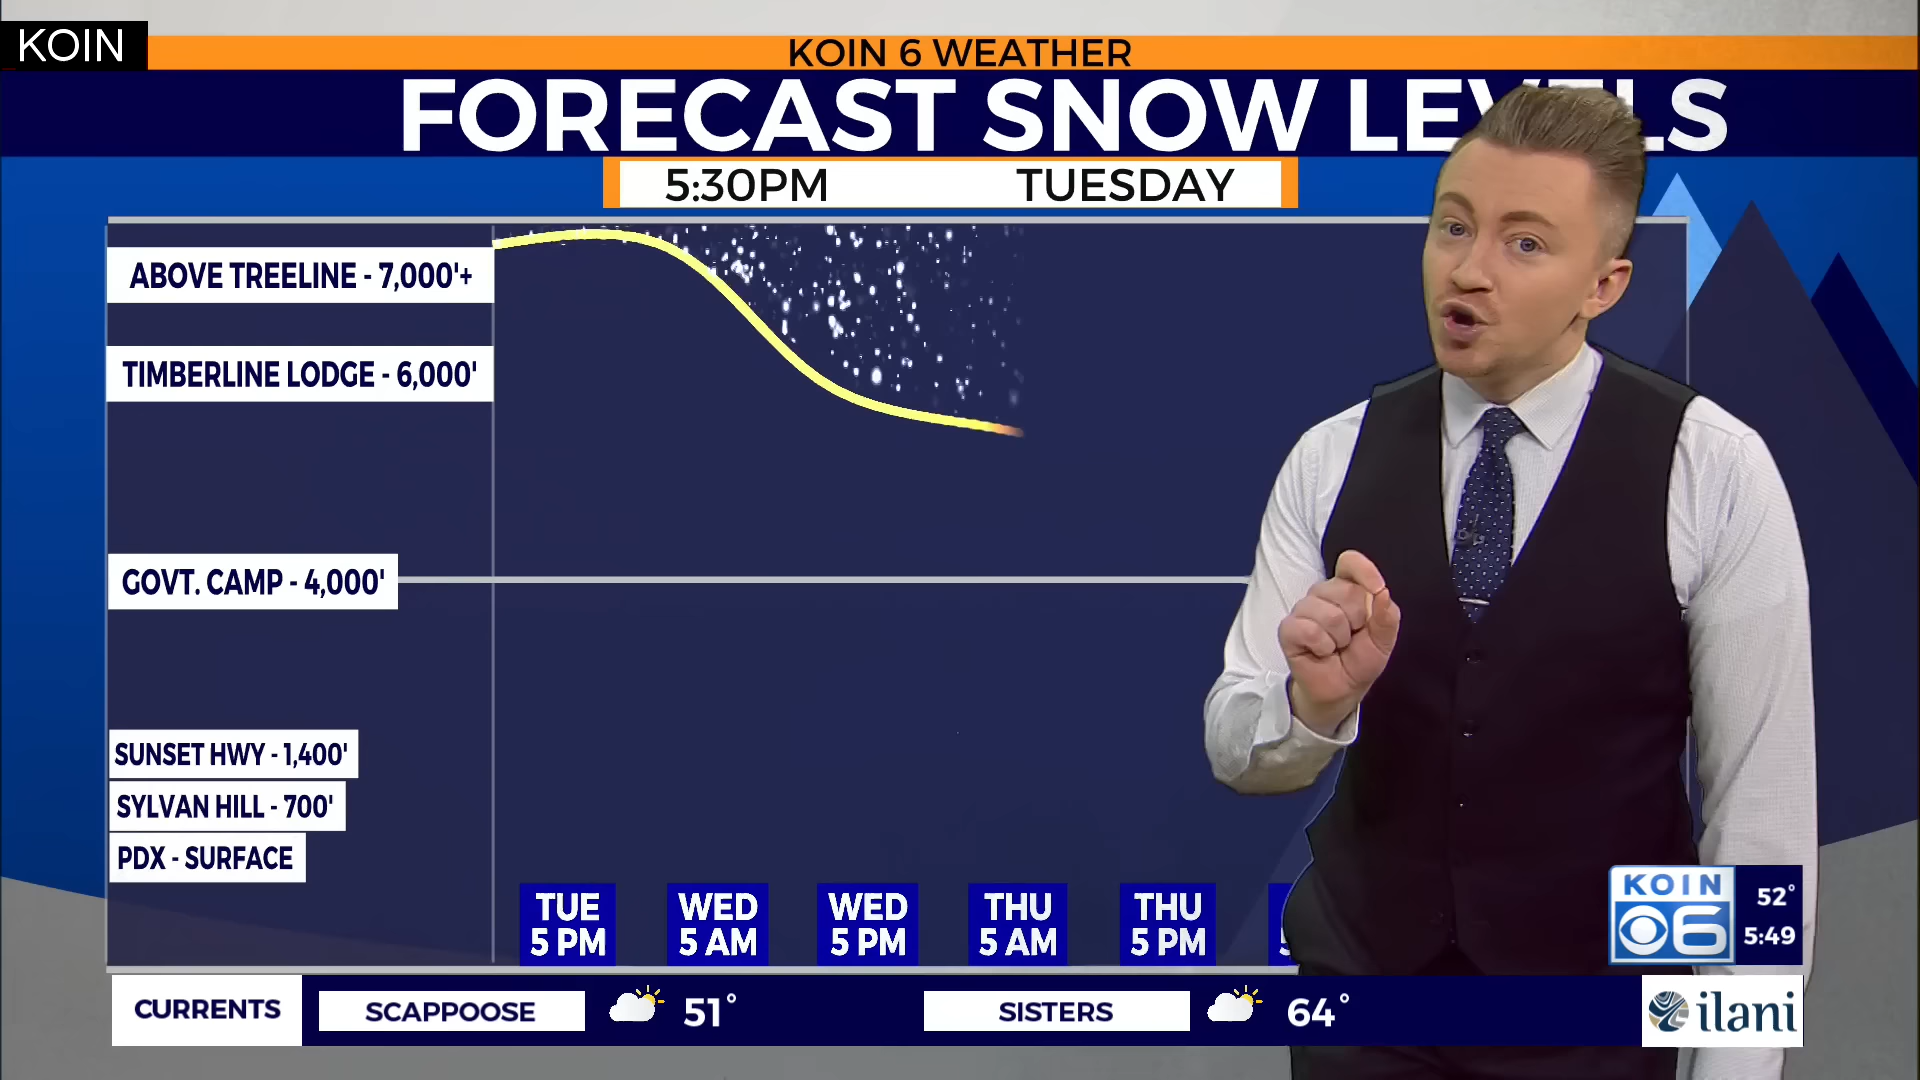 KOIN
KOIN 6 WEATHER
FORECAST SNOW LEVELS
5:30PM TUESDAY
ABOVE TREELINE - 7,000'+
TIMBERLINE LODGE - 6,000'
GOVT. CAMP - 4,000'
SUNSET HWY - 1,400'
SYLVAN HILL - 700'
PDX - SURFACE
TUE
5 PM
WED
5 AM
WED
5 PM
THU
5 AM
THU
5 PM
KOIN
6
52°
5:49
CURRENTS
SCAPPOOSE 51°
SISTERS 64°
ilani